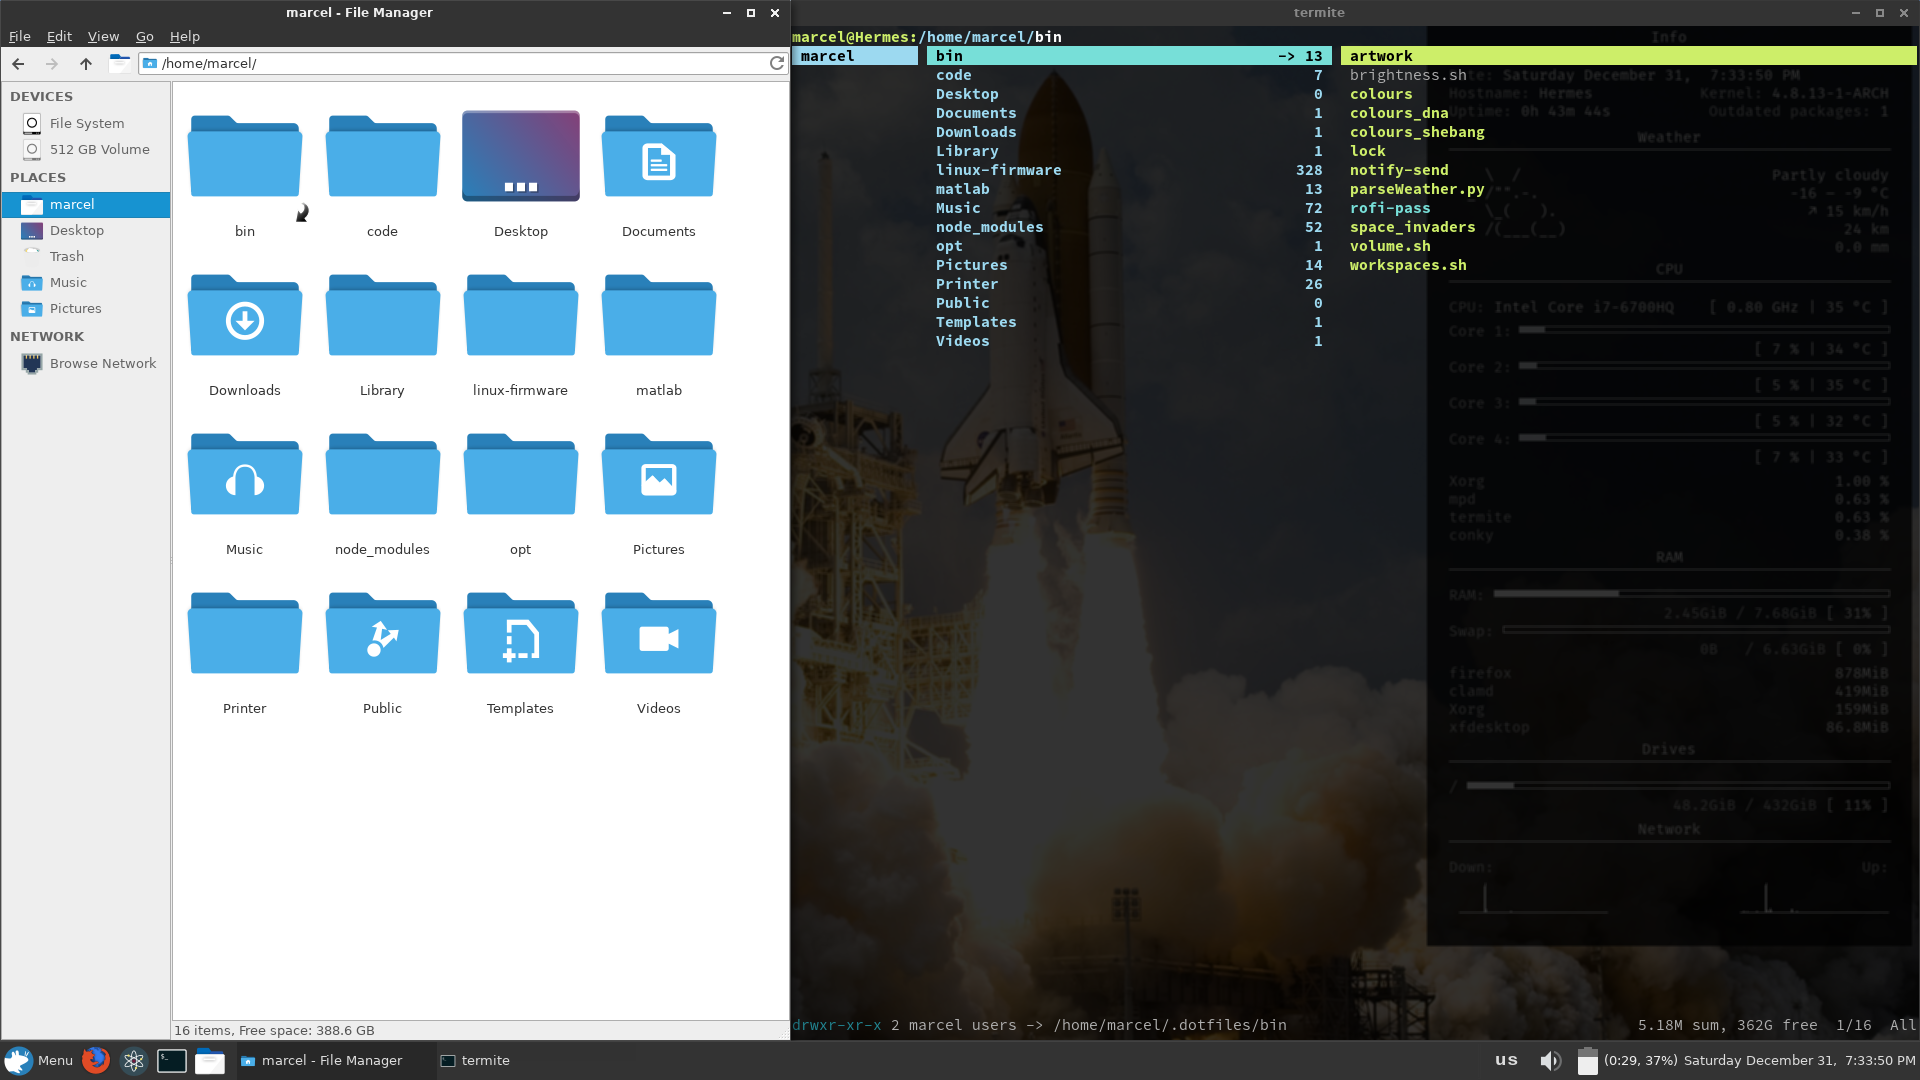 marcel - File Manager
File Edit View Go Help
/home/marcel/
DEVICES
File System
512 GB Volume
PLACES
marcel
Desktop
Trash
Music
Pictures
NETWORK
Browse Network
bin code Desktop Documents
Downloads Library linux-firmware matlab
Music node_modules opt Pictures
Printer Public Templates Videos
16 items, Free space: 388.6 GB
termite
marcel@Hermes:/home/marcel/bin
marcel
bin -> 13
code 7
Desktop 0
Documents 1
Downloads 1
Library 1
linux-firmware 328
matlab 13
Music 72
node_modules 52
opt 1
Pictures 14
Printer 26
Public 0
Templates 1
Videos 1
artwork
brightness.sh
colours
colours_dna
colours_shebang
lock
notify-send
parseWeather.py
rofi-pass
space_invaders
volume.sh
workspaces.sh
Info
Saturday December 31, 7:33:50 PM
Hostname: Hermes Kernel: 4.8.13-1-ARCH
Uptime: 0h 43m 44s Outdated packages: 1
Weather
Partly cloudy
-16 – -9 °C
↗ 15 km/h
24 km
0.0 mm
CPU
CPU: Intel Core i7-6700HQ [ 0.80 GHz | 35 °C ]
Core 1:
[ 7 % | 34 °C ]
Core 2:
[ 5 % | 35 °C ]
Core 3:
[ 5 % | 32 °C ]
Core 4:
[ 7 % | 33 °C ]
Xorg 1.00 %
mpd 0.63 %
termite 0.63 %
conky 0.38 %
RAM
RAM:
2.45GiB / 7.68GiB [ 31% ]
Swap:
0B / 6.63GiB [ 0% ]
firefox 878MiB
clamd 419MiB
Xorg 159MiB
xfdesktop 86.8MiB
Drives
/
48.2GiB / 432GiB [ 11% ]
Network
Down: Up:
drwxr-xr-x 2 marcel users -> /home/marcel/.dotfiles/bin 5.18M sum, 362G free 1/16 All
Menu marcel - File Manager termite us (0:29, 37%) Saturday December 31, 7:33:50 PM